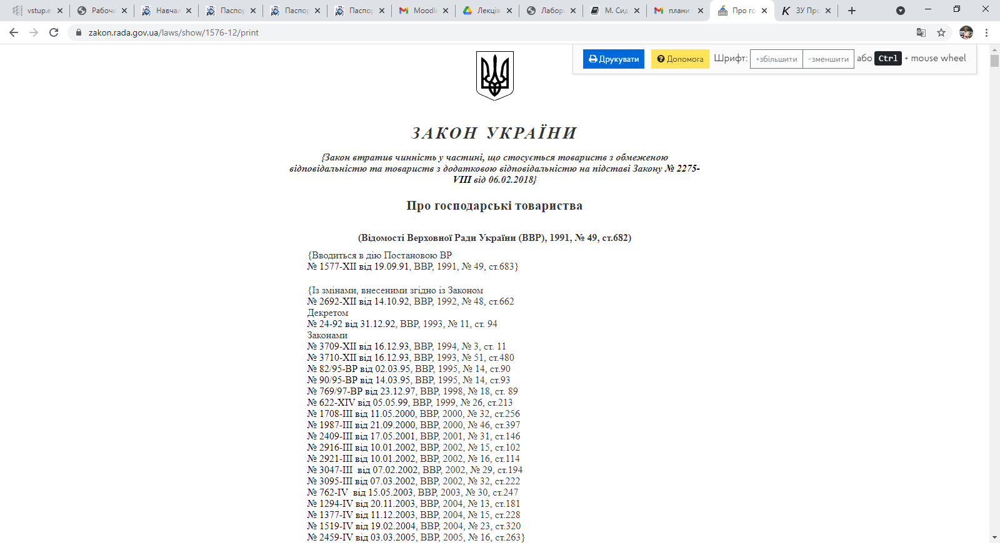 vstup.e
Рабочи
Навчал
Паспор
Паспор
Паспор
Moodle
Лекція
Лабора
М. Сид
плани
Про го
ЗУ Про
zakon.rada.gov.ua/laws/show/1576-12/print
Друкувати
Допомога
Шрифт: +збільшити -зменшити або Ctrl + mouse wheel
ЗАКОН УКРАЇНИ
{Закон втратив чинність у частині, що стосується товариств з обмеженою
відповідальністю та товариств з додатковою відповідальністю на підставі Закону № 2275-
VIII від 06.02.2018}
Про господарські товариства
(Відомості Верховної Ради України (ВВР), 1991, № 49, ст.682)
{Вводиться в дію Постановою ВР
№ 1577-XII від 19.09.91, ВВР, 1991, № 49, ст.683}
{Із змінами, внесеними згідно із Законом
№ 2692-XII від 14.10.92, ВВР, 1992, № 48, ст.662
Декретом
№ 24-92 від 31.12.92, ВВР, 1993, № 11, ст. 94
Законами
№ 3709-XII від 16.12.93, ВВР, 1994, № 3, ст. 11
№ 3710-XII від 16.12.93, ВВР, 1993, № 51, ст.480
№ 82/95-ВР від 02.03.95, ВВР, 1995, № 14, ст.90
№ 90/95-ВР від 14.03.95, ВВР, 1995, № 14, ст.93
№ 769/97-ВР від 23.12.97, ВВР, 1998, № 18, ст. 89
№ 622-XIV від 05.05.99, ВВР, 1999, № 26, ст.213
№ 1708-III від 11.05.2000, ВВР, 2000, № 32, ст.256
№ 1987-III від 21.09.2000, ВВР, 2000, № 46, ст.397
№ 2409-III від 17.05.2001, ВВР, 2001, № 31, ст.146
№ 2916-III від 10.01.2002, ВВР, 2002, № 15, ст.102
№ 2921-III від 10.01.2002, ВВР, 2002, № 16, ст.114
№ 3047-III від 07.02.2002, ВВР, 2002, № 29, ст.194
№ 3095-III від 07.03.2002, ВВР, 2002, № 32, ст.222
№ 762-IV від 15.05.2003, ВВР, 2003, № 30, ст.247
№ 1294-IV від 20.11.2003, ВВР, 2004, № 13, ст.181
№ 1377-IV від 11.12.2003, ВВР, 2004, № 15, ст.228
№ 1519-IV від 19.02.2004, ВВР, 2004, № 23, ст.320
№ 2459-IV від 03.03.2005, ВВР, 2005, № 16, ст.263}